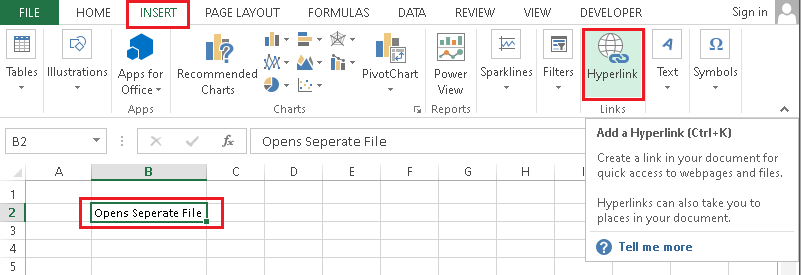 FILE HOME INSERT PAGE LAYOUT FORMULAS DATA REVIEW VIEW DEVELOPER Sign in
Tables
Illustrations
Apps for
Office
Apps
Recommended
Charts
PivotChart
Charts
Power
View
Reports
Sparklines
Filters
Hyperlink
Links
Text
A
Symbols
Ω
B2 fx Opens Seperate File
A B C D E F G H I
1
2 Opens Seperate File
3
4
5
Add a Hyperlink (Ctrl+K)
Create a link in your document for
quick access to webpages and files.
Hyperlinks can also take you to
places in your document.
? Tell me more